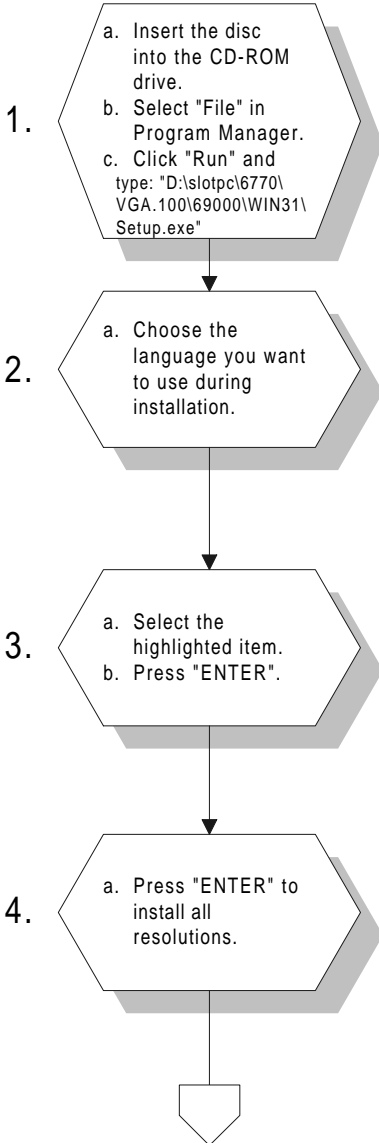 1.
a. Insert the disc
into the CD-ROM
drive.
b. Select "File" in
Program Manager.
c. Click "Run" and
type: "D:\slotpc\6770\
VGA.100\69000\WIN31\
Setup.exe"
2.
a. Choose the
language you want
to use during
installation.
3.
a. Select the
highlighted item.
b. Press "ENTER".
4.
a. Press "ENTER" to
install all
resolutions.